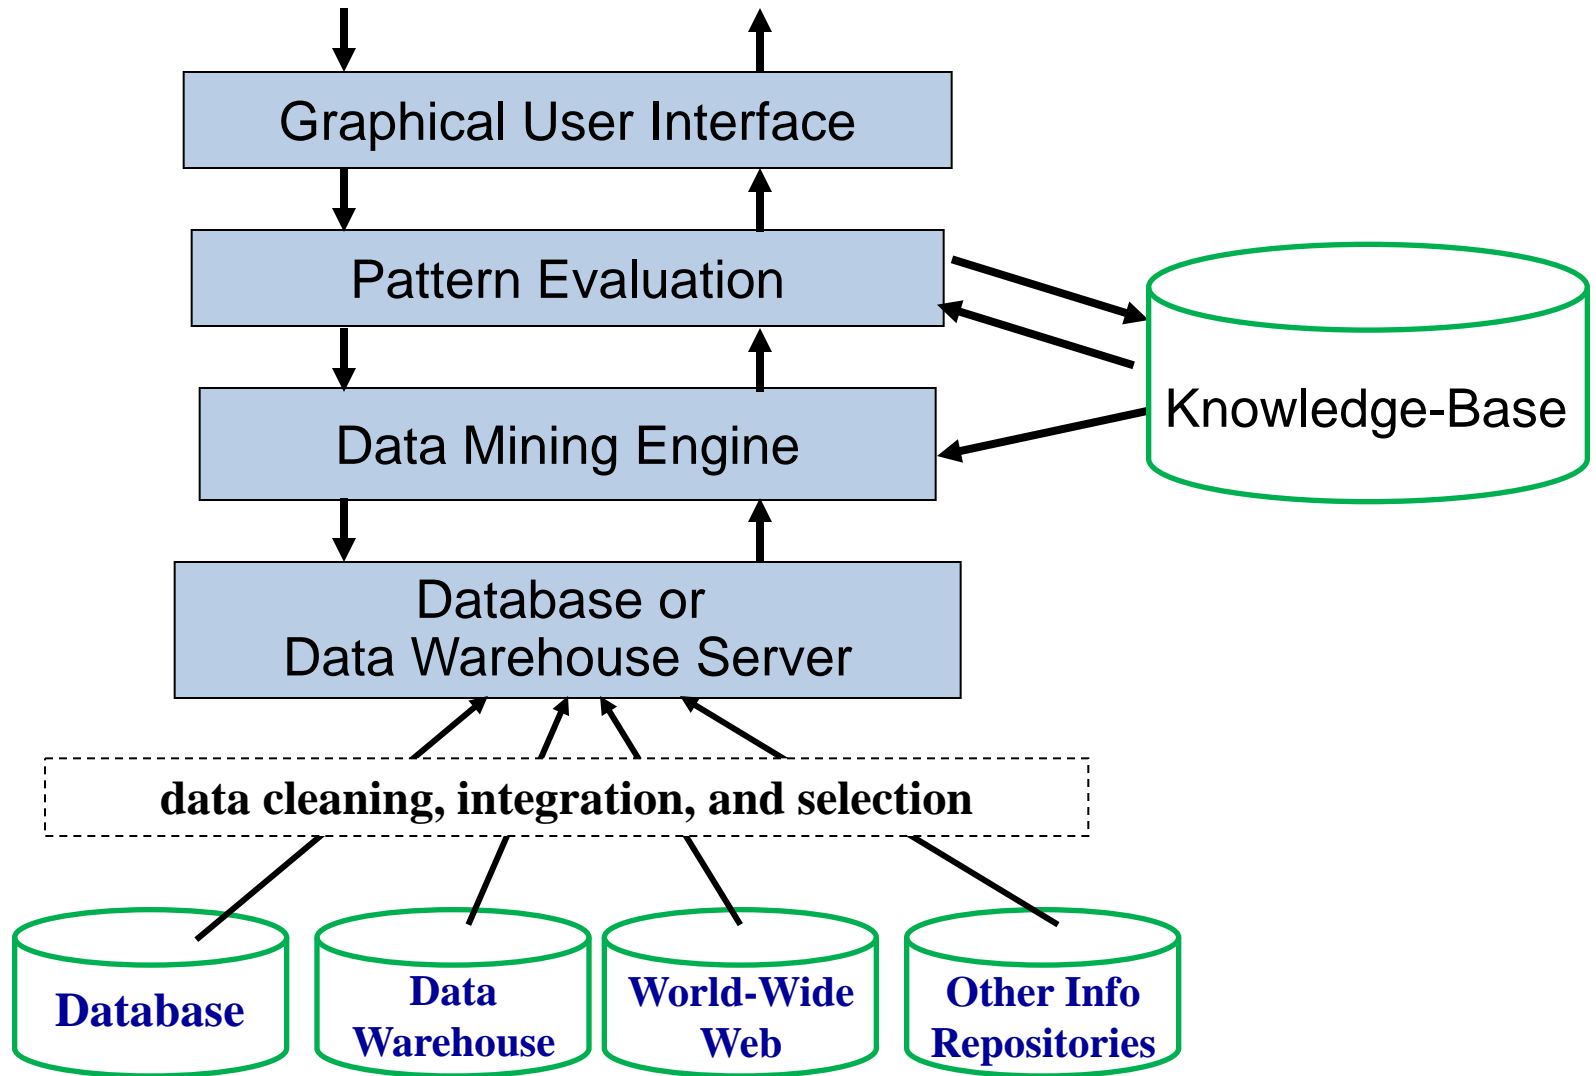 Graphical User Interface
Pattern Evaluation
Knowledge-Base
Data Mining Engine
Database or
Data Warehouse Server
data cleaning, integration, and selection
Database
Data
Warehouse
World-Wide
Web
Other Info
Repositories